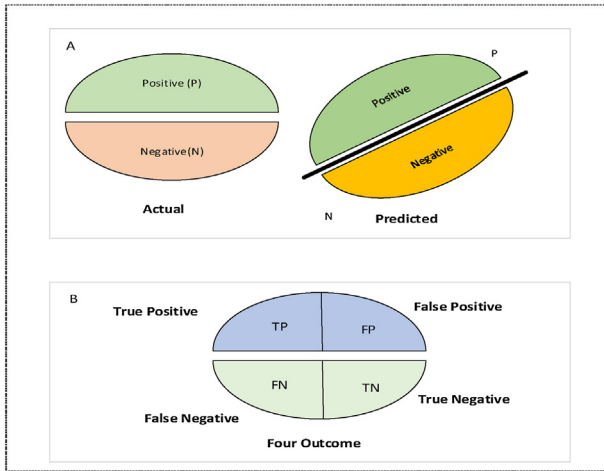 A
P
Positive (P)
Positive
Negative(N)
Negative
N
Actual
Predicted
B
True Positive
False Positive
TP
FP
FN
TN
False Negative
True Negative
Four Outcome